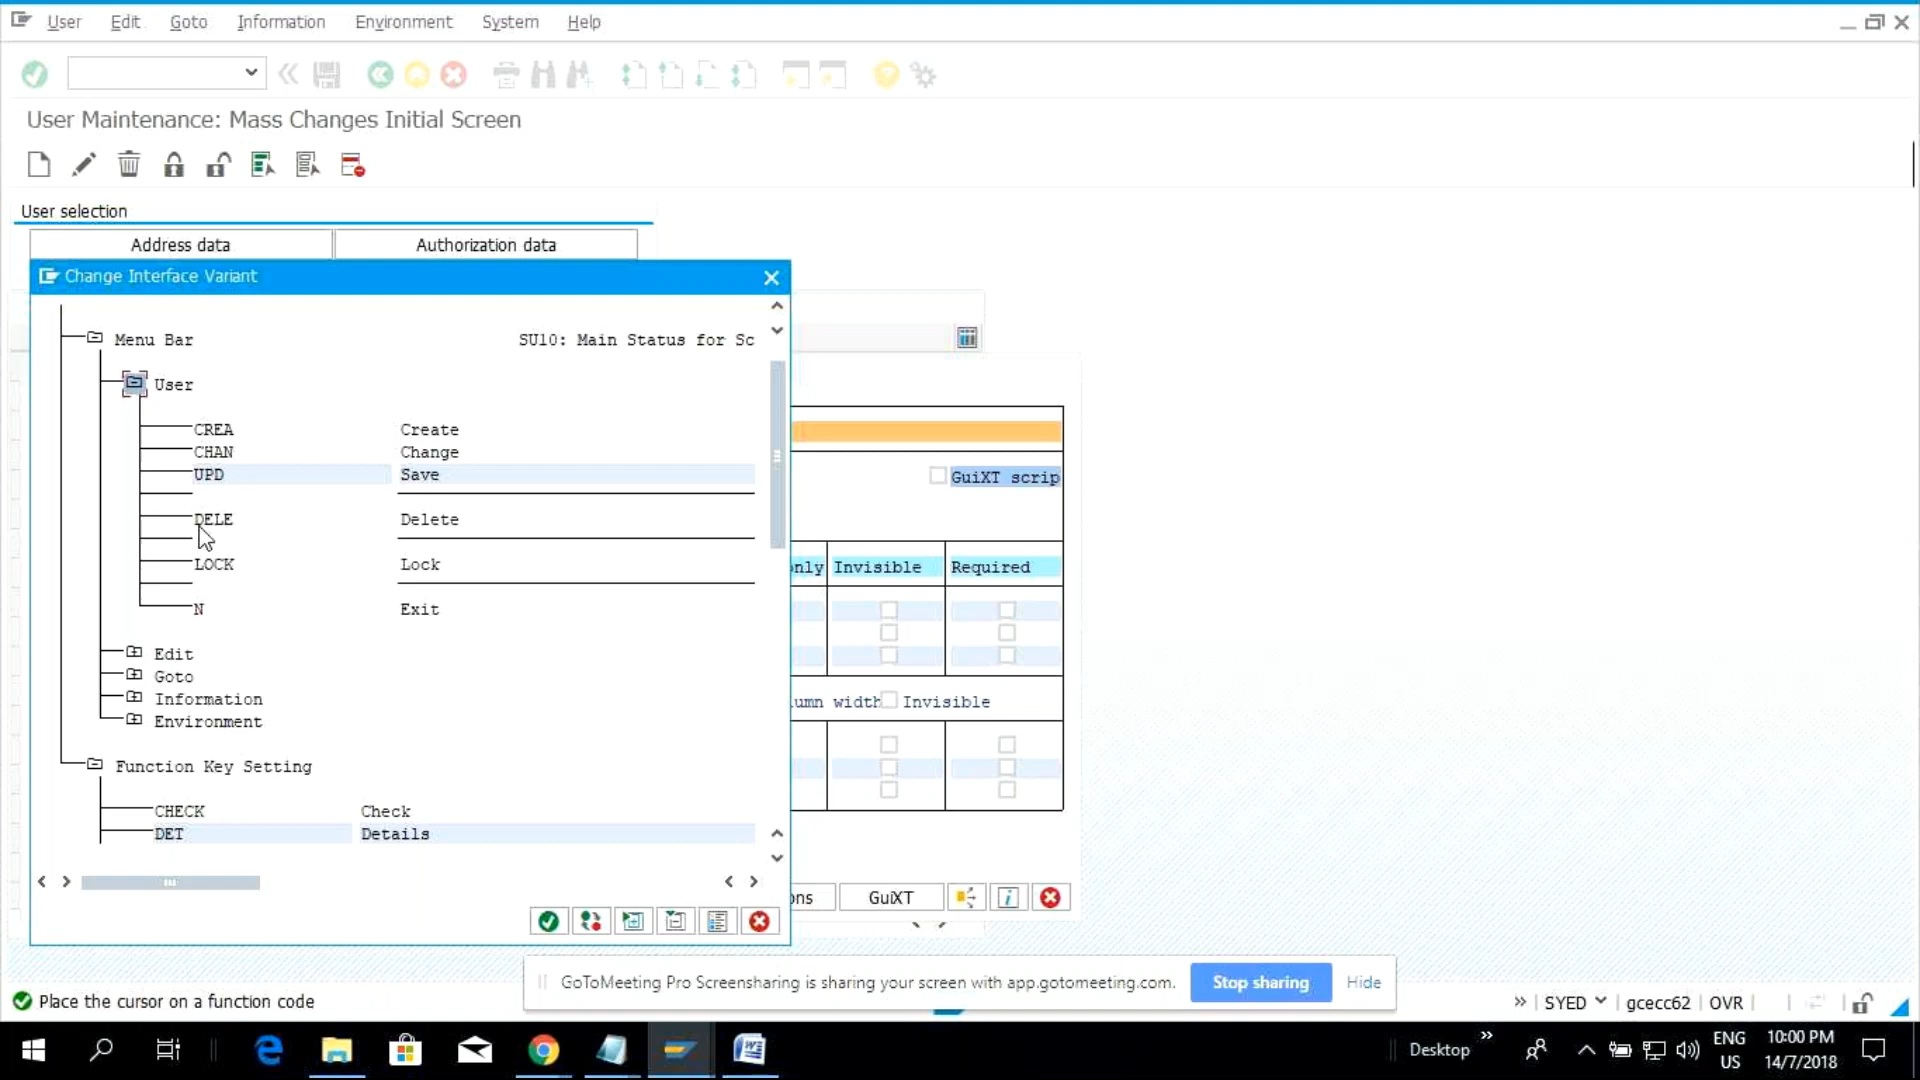 User Edit Goto Information Environment System Help
User Maintenance: Mass Changes Initial Screen
User selection
Address data Authorization data
Change Interface Variant
Menu Bar SU10: Main Status for Sc
User
CREA Create
CHAN Change
UPD Save
GuiXT scrip
DELE Delete
LOCK Lock
only Invisible Required
N Exit
Edit
Goto
Information
umn width Invisible
Environment
Function Key Setting
CHECK Check
DET Details
ons GuiXT
GoToMeeting Pro Screensharing is sharing your screen with app.gotomeeting.com. Stop sharing Hide
Place the cursor on a function code
SYED gcecc62 OVR
Desktop
ENG
US
10:00 PM
14/7/2018